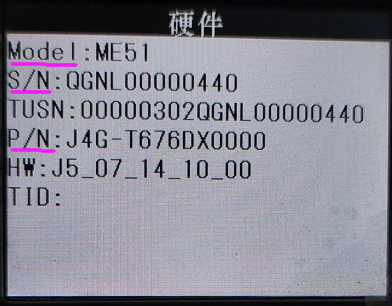 硬件
Model:ME51
S/N:QGNL00000440
TUSN:00000302QGNL00000440
P/N:J4G-T676DX0000
HW:J5_07_14_10_00
TID: